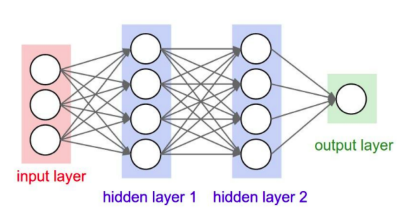 output layer
input layer
hidden layer 1
hidden layer 2